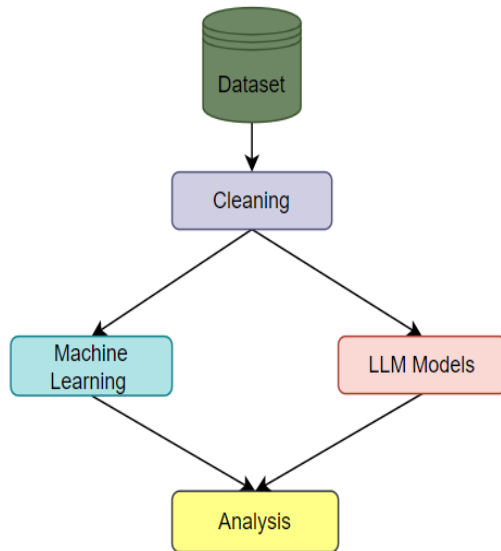 Dataset
Cleaning
Machine
Learning
LLM Models
Analysis